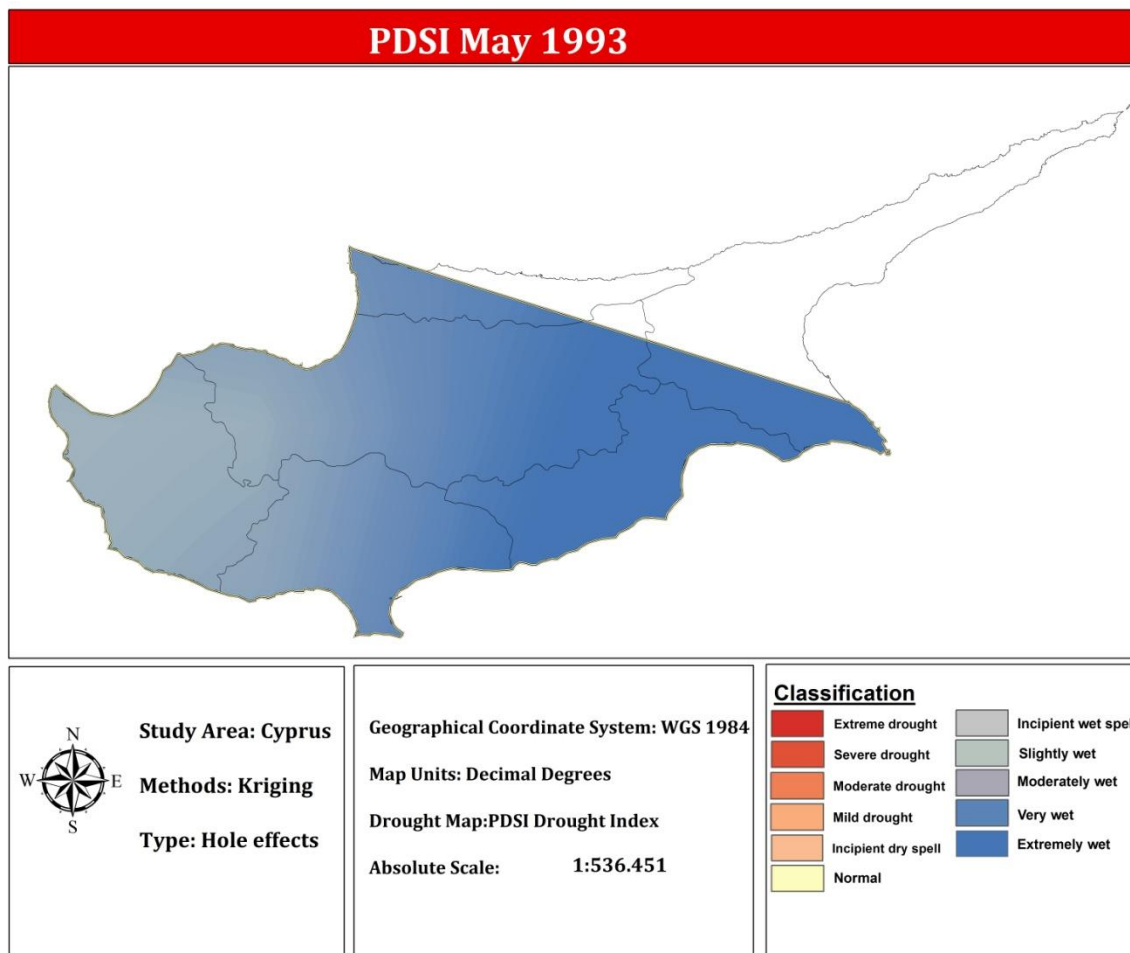 PDSI May 1993
N
W
E
S
Study Area: Cyprus
Methods: Kriging
Type: Hole effects
Geographical Coordinate System: WGS 1984
Map Units: Decimal Degrees
Drought Map:PDSI Drought Index
Absolute Scale: 1:536.451
Classification
Extreme drought
Severe drought
Moderate drought
Mild drought
Incipient dry spell
Normal
Incipient wet spel
Slightly wet
Moderately wet
Very wet
Extremely wet